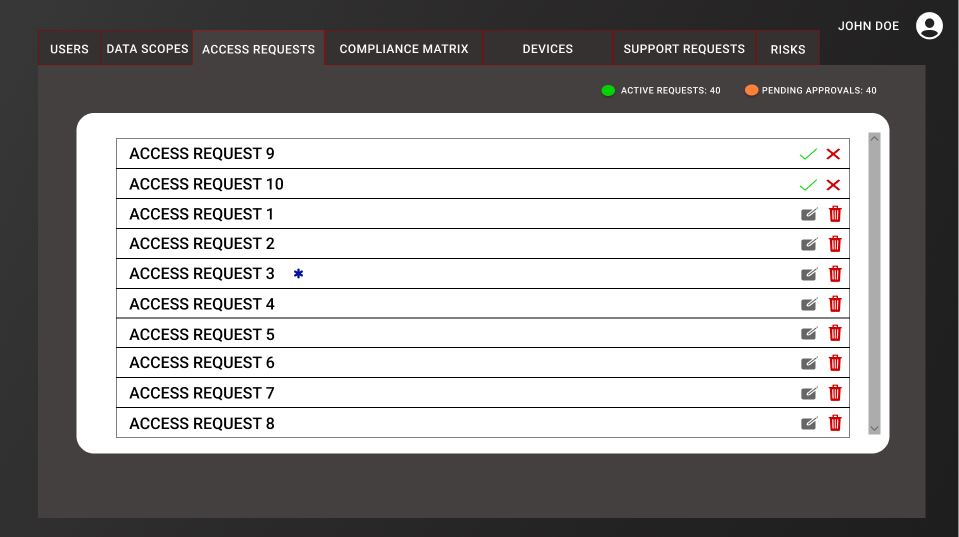 JOHN DOE
USERS DATA SCOPES ACCESS REQUESTS COMPLIANCE MATRIX DEVICES SUPPORT REQUESTS RISKS
ACTIVE REQUESTS: 40 PENDING APPROVALS: 40
ACCESS REQUEST 9
ACCESS REQUEST 10
ACCESS REQUEST 1
ACCESS REQUEST 2
ACCESS REQUEST 3 *
ACCESS REQUEST 4
ACCESS REQUEST 5
ACCESS REQUEST 6
ACCESS REQUEST 7
ACCESS REQUEST 8